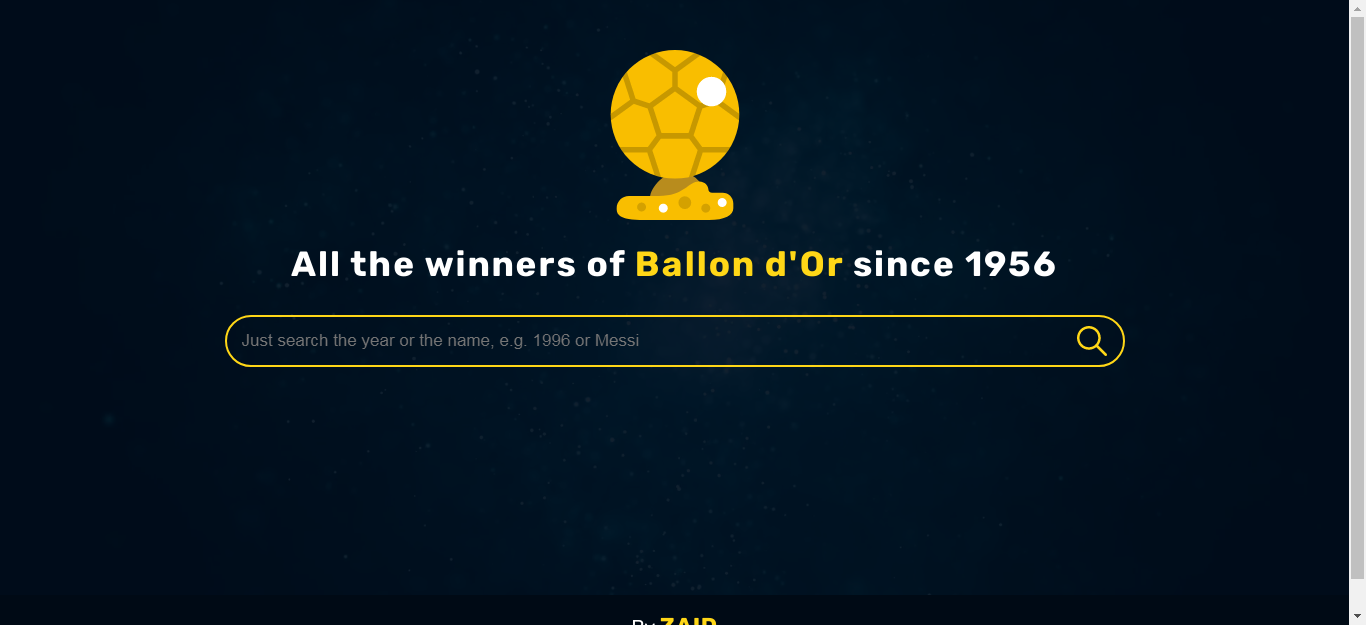 All the winners of Ballon d'Or since 1956
Just search the year or the name, e.g. 1996 or Messi
By ZAID